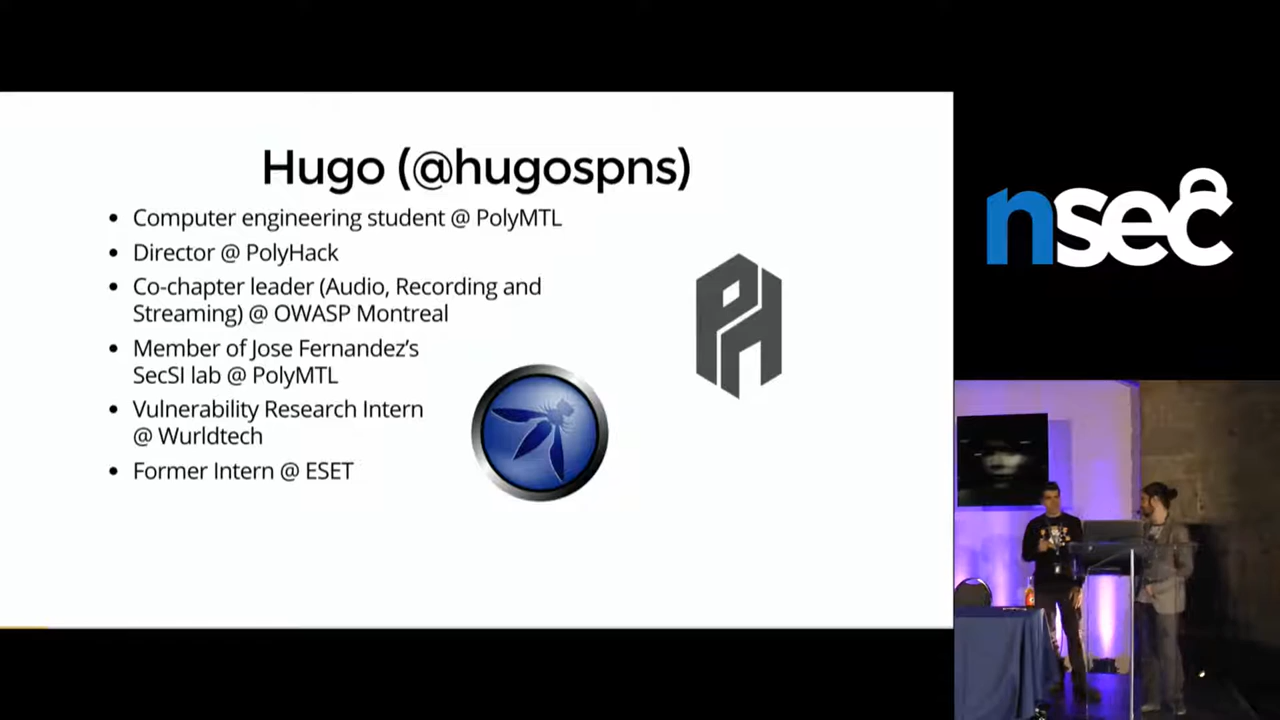 Hugo (@hugospns)
• Computer engineering student @ PolyMTL
• Director @ PolyHack
• Co-chapter leader (Audio, Recording and
Streaming) @ OWASP Montreal
• Member of Jose Fernandez’s
SecSI lab @ PolyMTL
• Vulnerability Research Intern
@ Wurldtech
• Former Intern @ ESET
PH
nsec